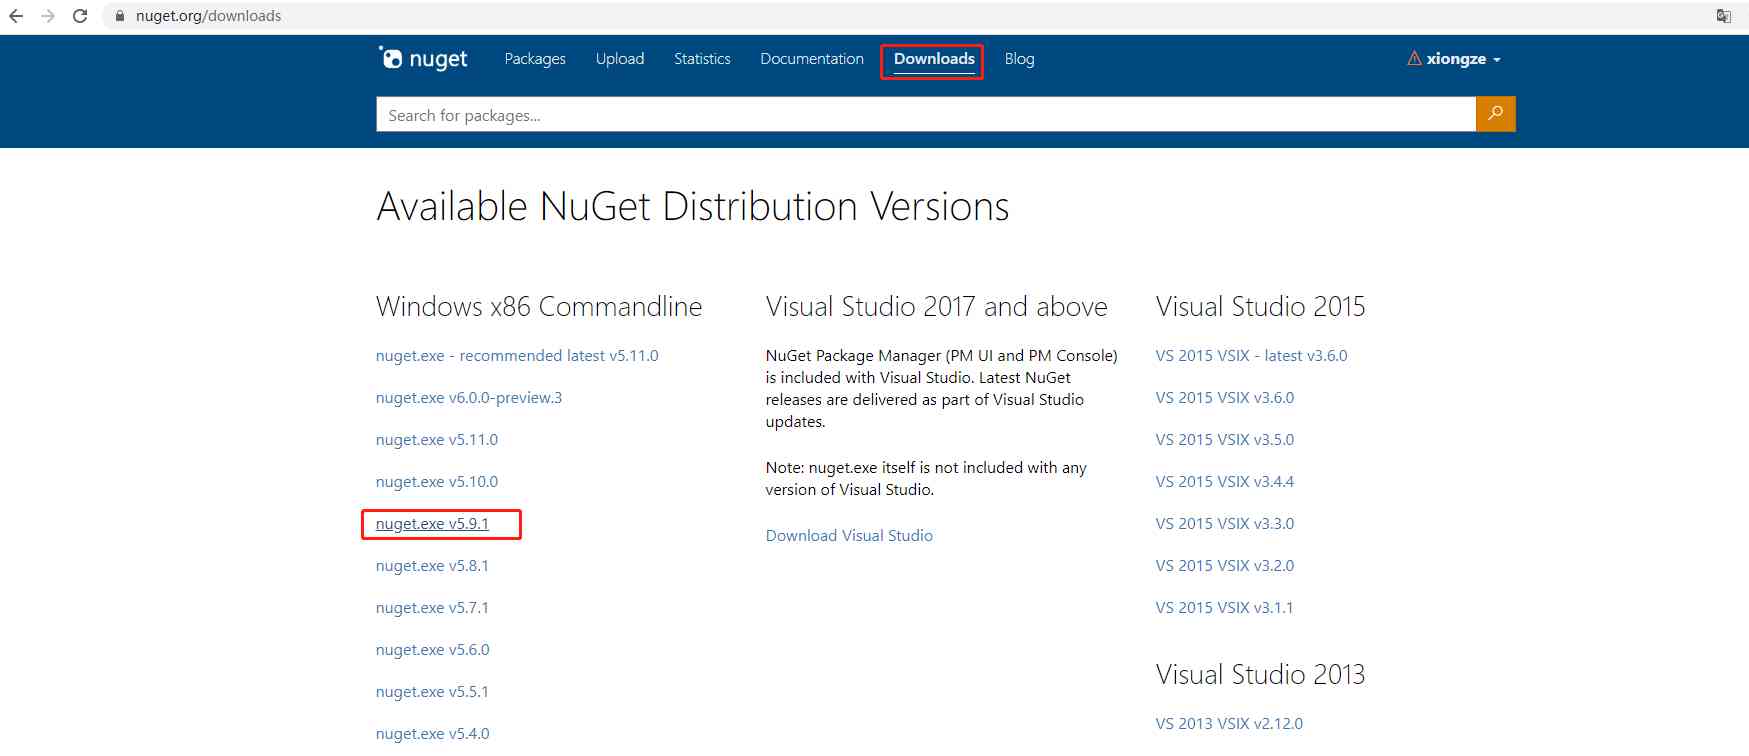 nuget.org/downloads
nuget
Packages
Upload
Statistics
Documentation
Downloads
Blog
xiongze
Search for packages...
Available NuGet Distribution Versions
Windows x86 Commandline
nuget.exe - recommended latest v5.11.0
nuget.exe v6.0.0-preview.3
nuget.exe v5.11.0
nuget.exe v5.10.0
nuget.exe v5.9.1
nuget.exe v5.8.1
nuget.exe v5.7.1
nuget.exe v5.6.0
nuget.exe v5.5.1
nuget.exe v5.4.0
Visual Studio 2017 and above
NuGet Package Manager (PM UI and PM Console)
is included with Visual Studio. Latest NuGet
releases are delivered as part of Visual Studio
updates.
Note: nuget.exe itself is not included with any
version of Visual Studio.
Download Visual Studio
Visual Studio 2015
VS 2015 VSIX - latest v3.6.0
VS 2015 VSIX v3.6.0
VS 2015 VSIX v3.5.0
VS 2015 VSIX v3.4.4
VS 2015 VSIX v3.3.0
VS 2015 VSIX v3.2.0
VS 2015 VSIX v3.1.1
Visual Studio 2013
VS 2013 VSIX v2.12.0